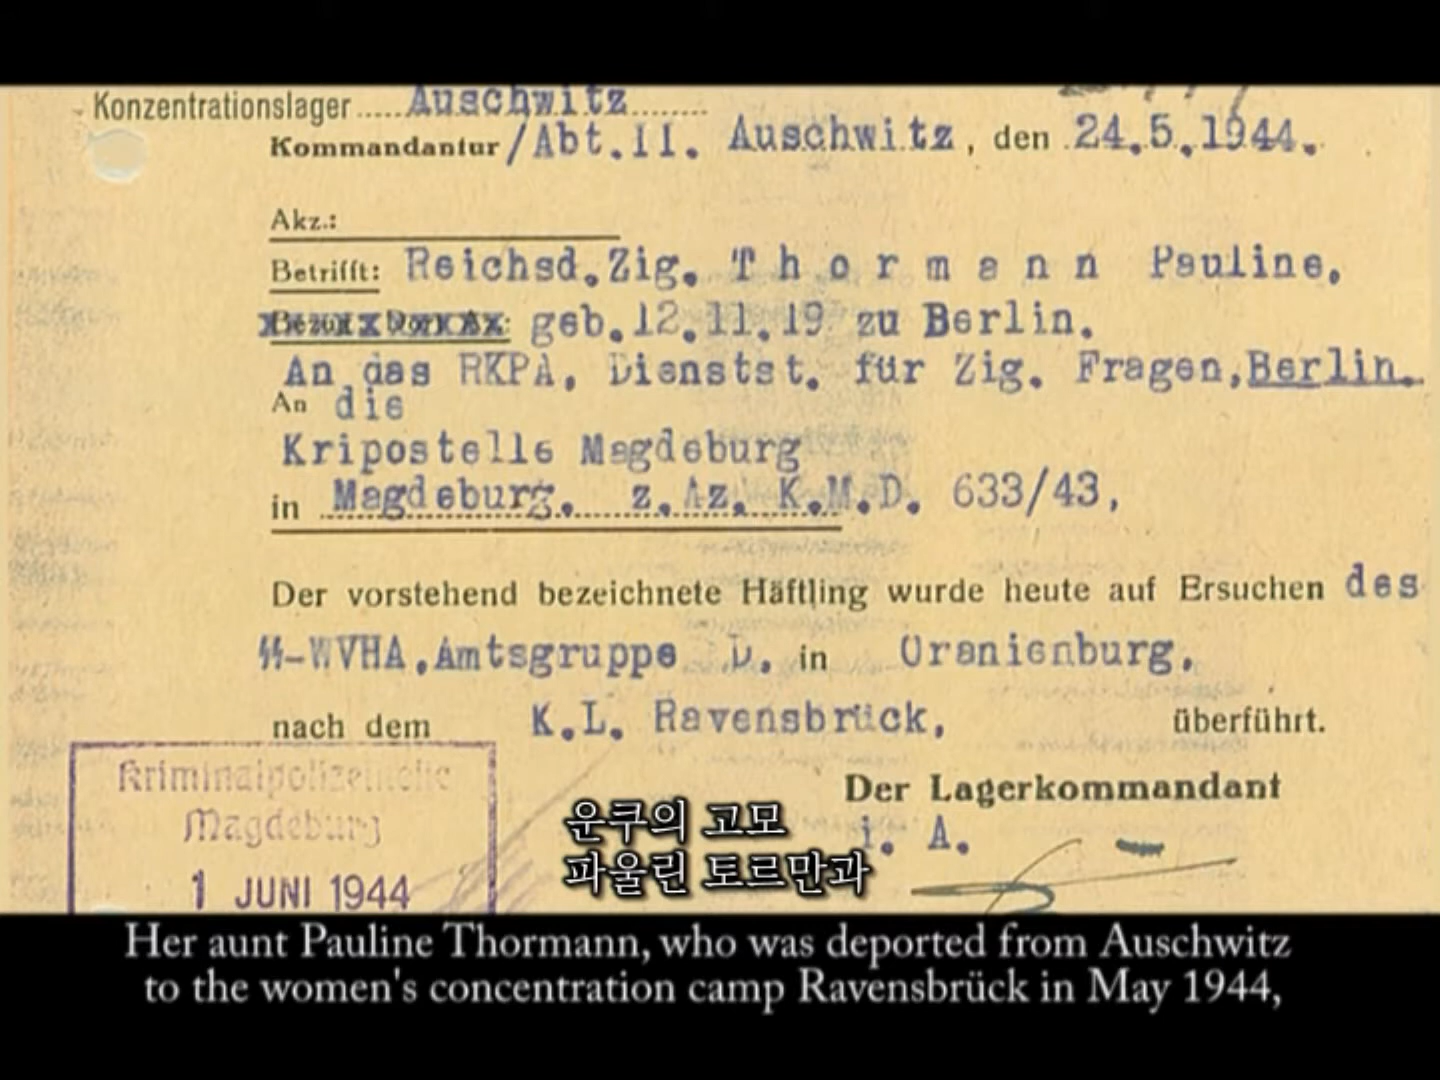 Konzentrationslager Auschwitz
Kommandantur /Abt.II. Auschwitz, den 24.5.1944.
Akz.:
Betrifft: Reichsd.Zig. T h o r m a n n Pauline,
geb.12.11.19 zu Berlin.
An das RKPA, Dienstst. für Zig. Fragen, Berlin.
An die
Kripostelle Magdeburg
in Magdeburg. z.Az. K.M.D. 633/43,
Der vorstehend bezeichnete Häftling wurde heute auf Ersuchen des
SS-WVHA.Amtsgruppe D. in Oranienburg,
nach dem K.L. Ravensbrück, überführt.
Der Lagerkommandant
i. A.
Kriminalpolizeistelle
Magdeburg
1 JUNI 1944
운쿠의 고모
파울린 토르만과
Her aunt Pauline Thormann, who was deported from Auschwitz
to the women's concentration camp Ravensbrück in May 1944,